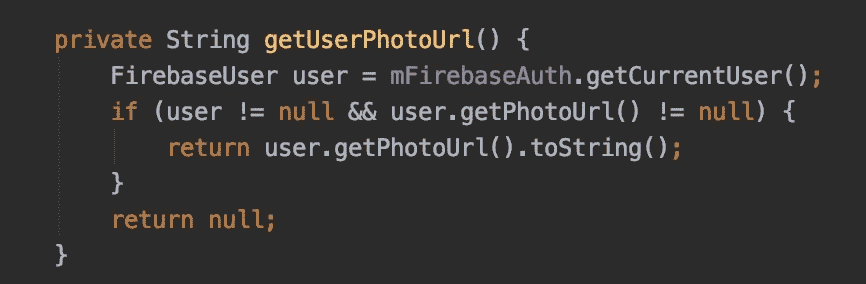 private String getUserPhotoUrl() {
    FirebaseUser user = mFirebaseAuth.getCurrentUser();
    if (user != null && user.getPhotoUrl() != null) {
        return user.getPhotoUrl().toString();
    }
    return null;
}